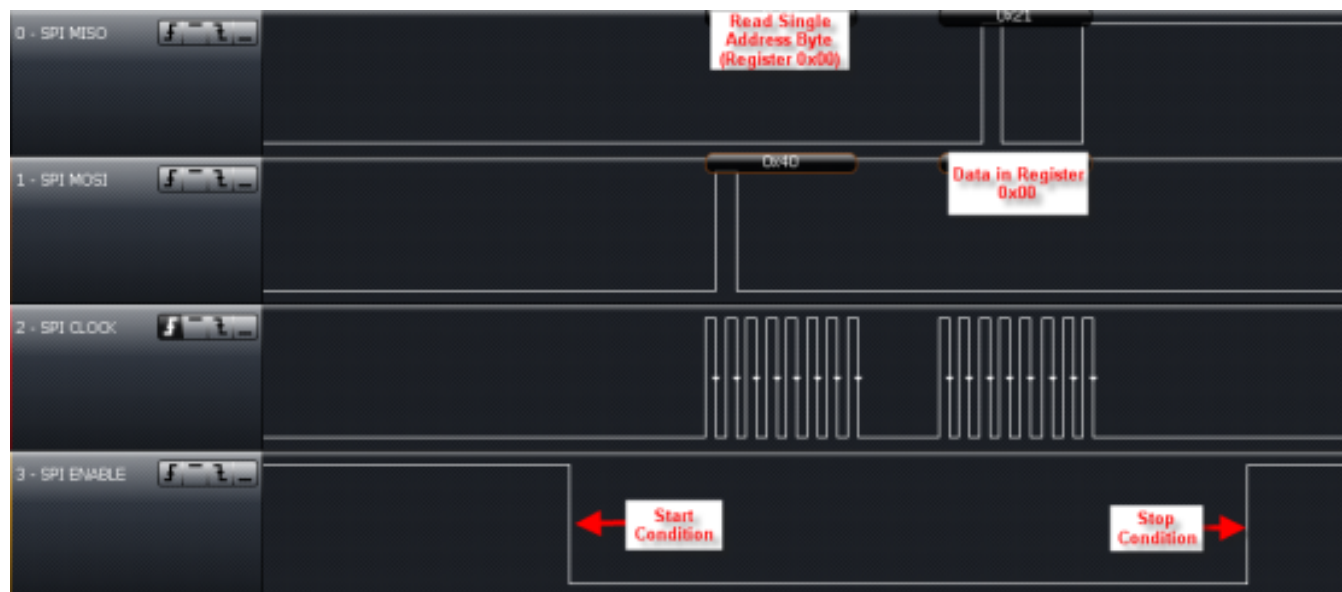 0 - SPI MISO
Read Single
Address Byte
(Register 0x00)
0x21
1 - SPI MOSI
0x40
Data in Register
0x00
2 - SPI CLOCK
3 - SPI ENABLE
Start
Condition
Stop
Condition